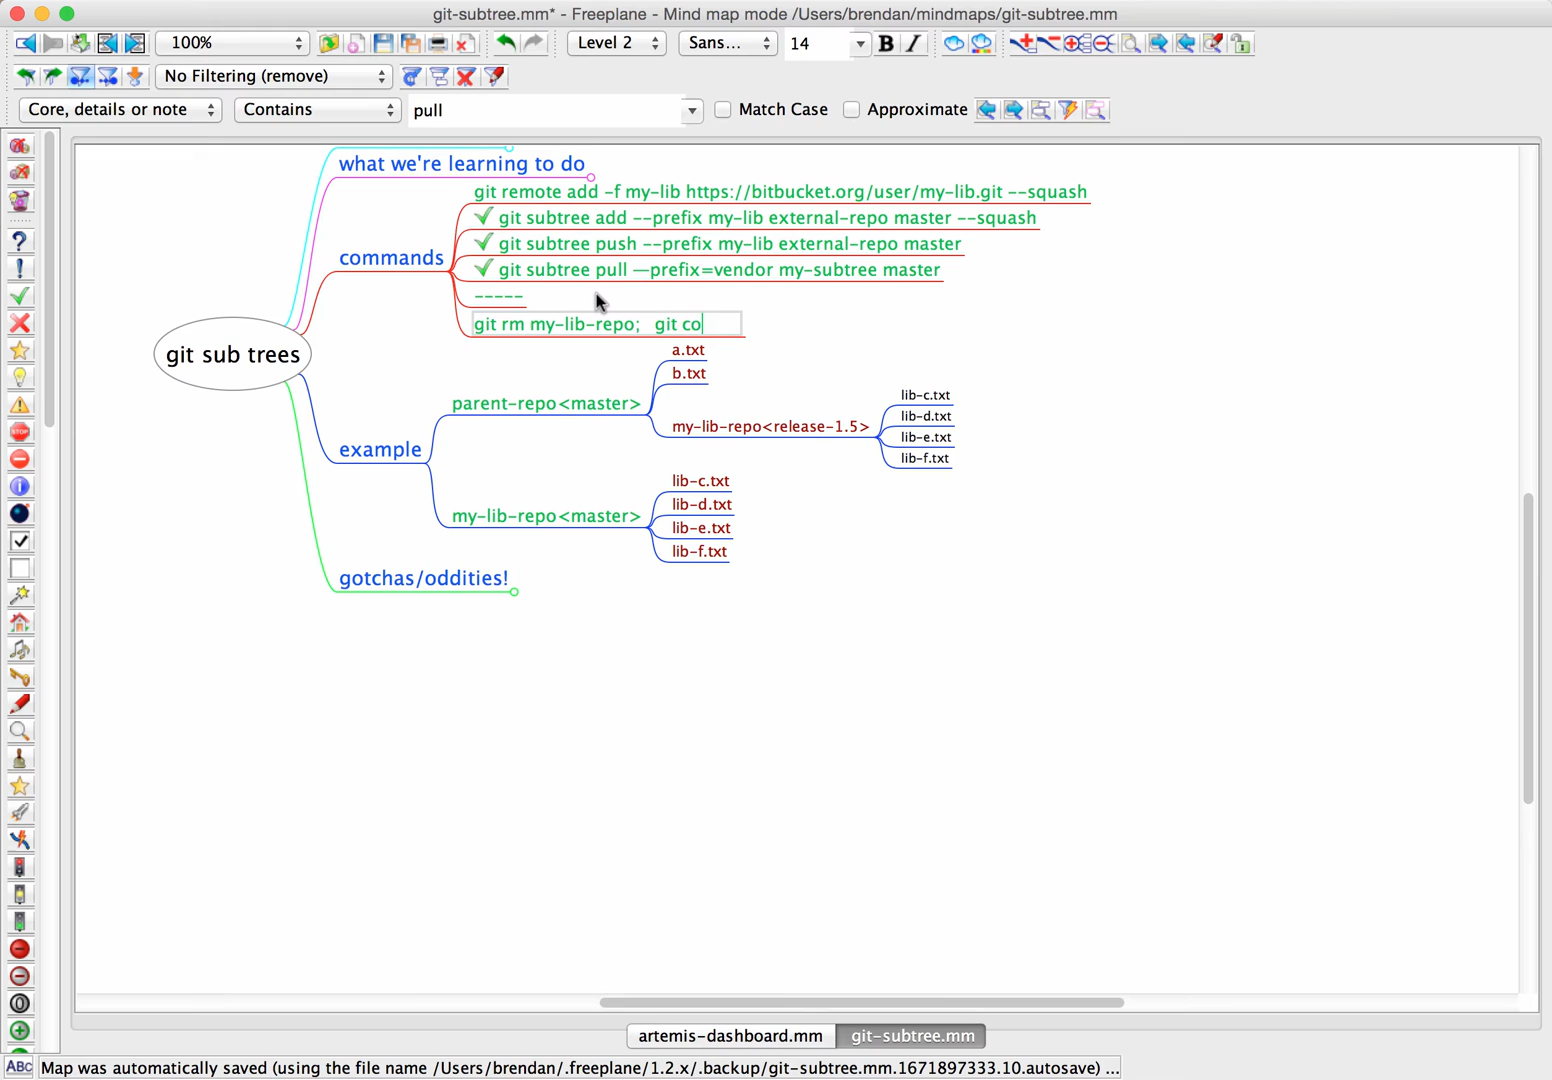 git-subtree.mm* - Freeplane - Mind map mode /Users/brendan/mindmaps/git-subtree.mm
100%
Level 2
Sans...
14
B
I
No Filtering (remove)
Core, details or note
Contains
pull
Match Case
Approximate
what we're learning to do
git remote add -f my-lib https://bitbucket.org/user/my-lib.git --squash
git subtree add --prefix my-lib external-repo master --squash
git subtree push --prefix my-lib external-repo master
commands
git subtree pull —prefix=vendor my-subtree master
-----
git rm my-lib-repo;   git co
git sub trees
a.txt
b.txt
parent-repo<master>
my-lib-repo<release-1.5>
lib-c.txt
lib-d.txt
lib-e.txt
lib-f.txt
example
lib-c.txt
lib-d.txt
my-lib-repo<master>
lib-e.txt
lib-f.txt
gotchas/oddities!
STOP
artemis-dashboard.mm
git-subtree.mm
ABC
Map was automatically saved (using the file name /Users/brendan/.freeplane/1.2.x/.backup/git-subtree.mm.1671897333.10.autosave) ...